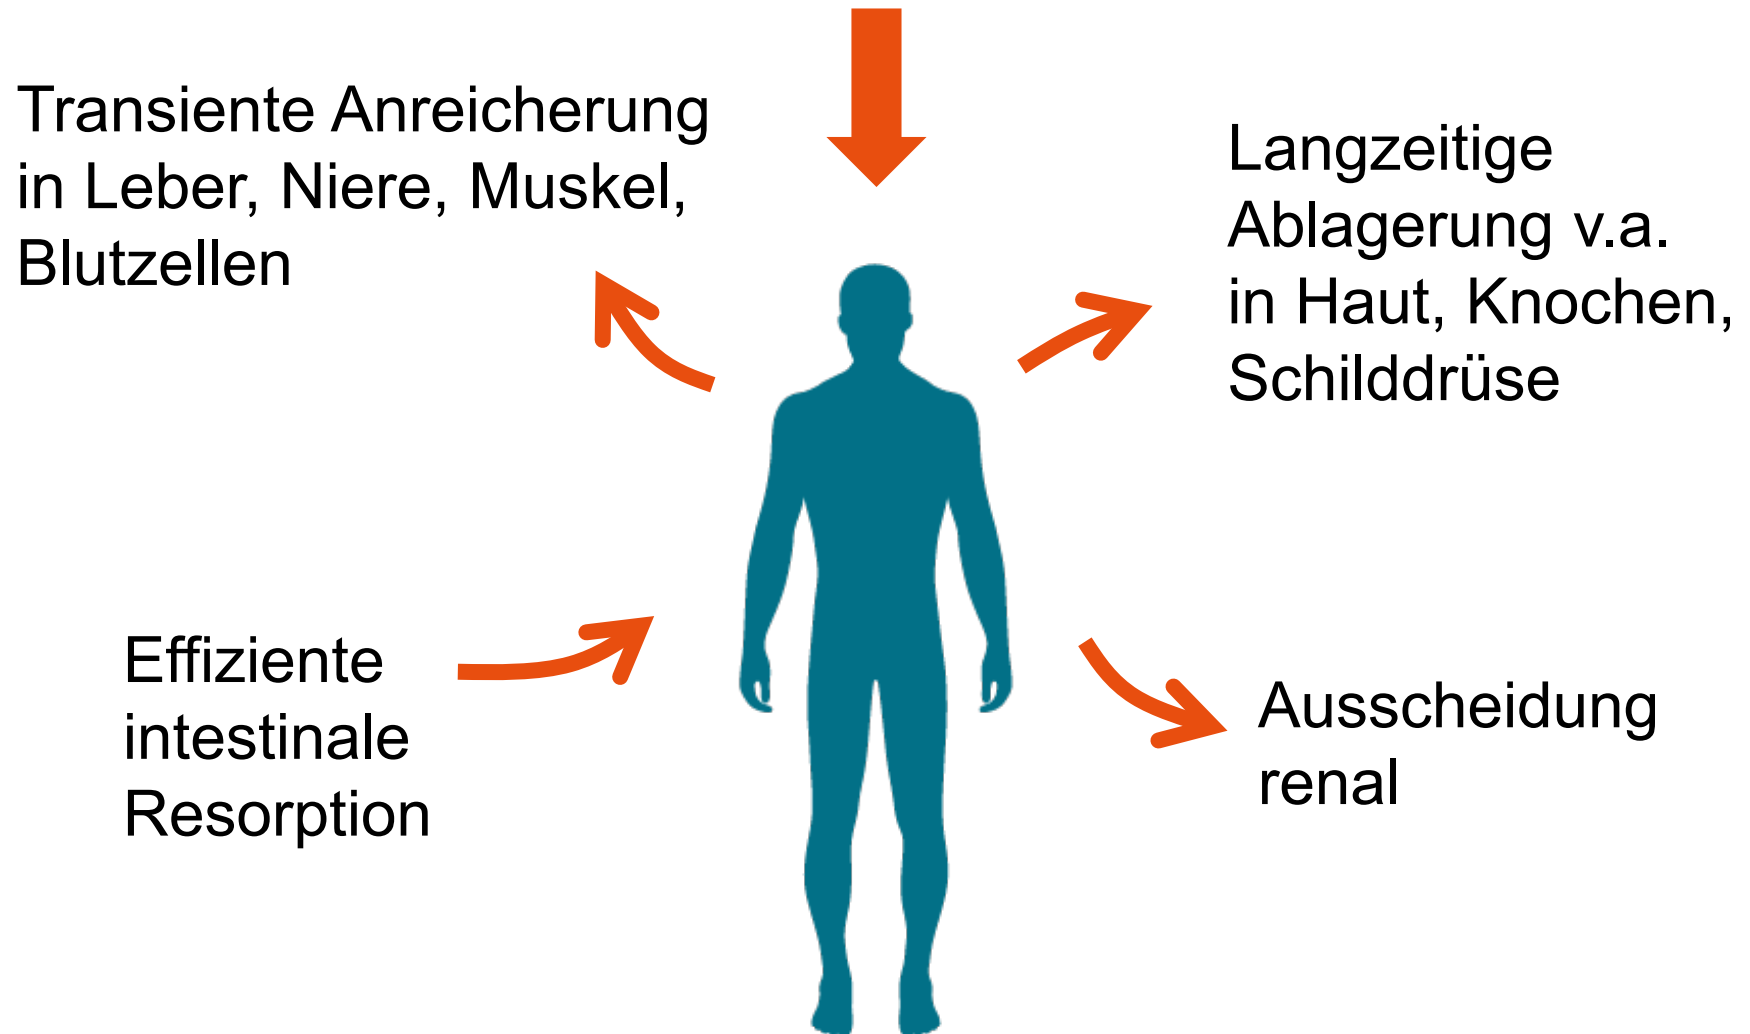 Transiente Anreicherung
in Leber, Niere, Muskel,
Blutzellen
Langzeitige
Ablagerung v.a.
in Haut, Knochen,
Schilddrüse
Effiziente
intestinale
Resorption
Ausscheidung
renal